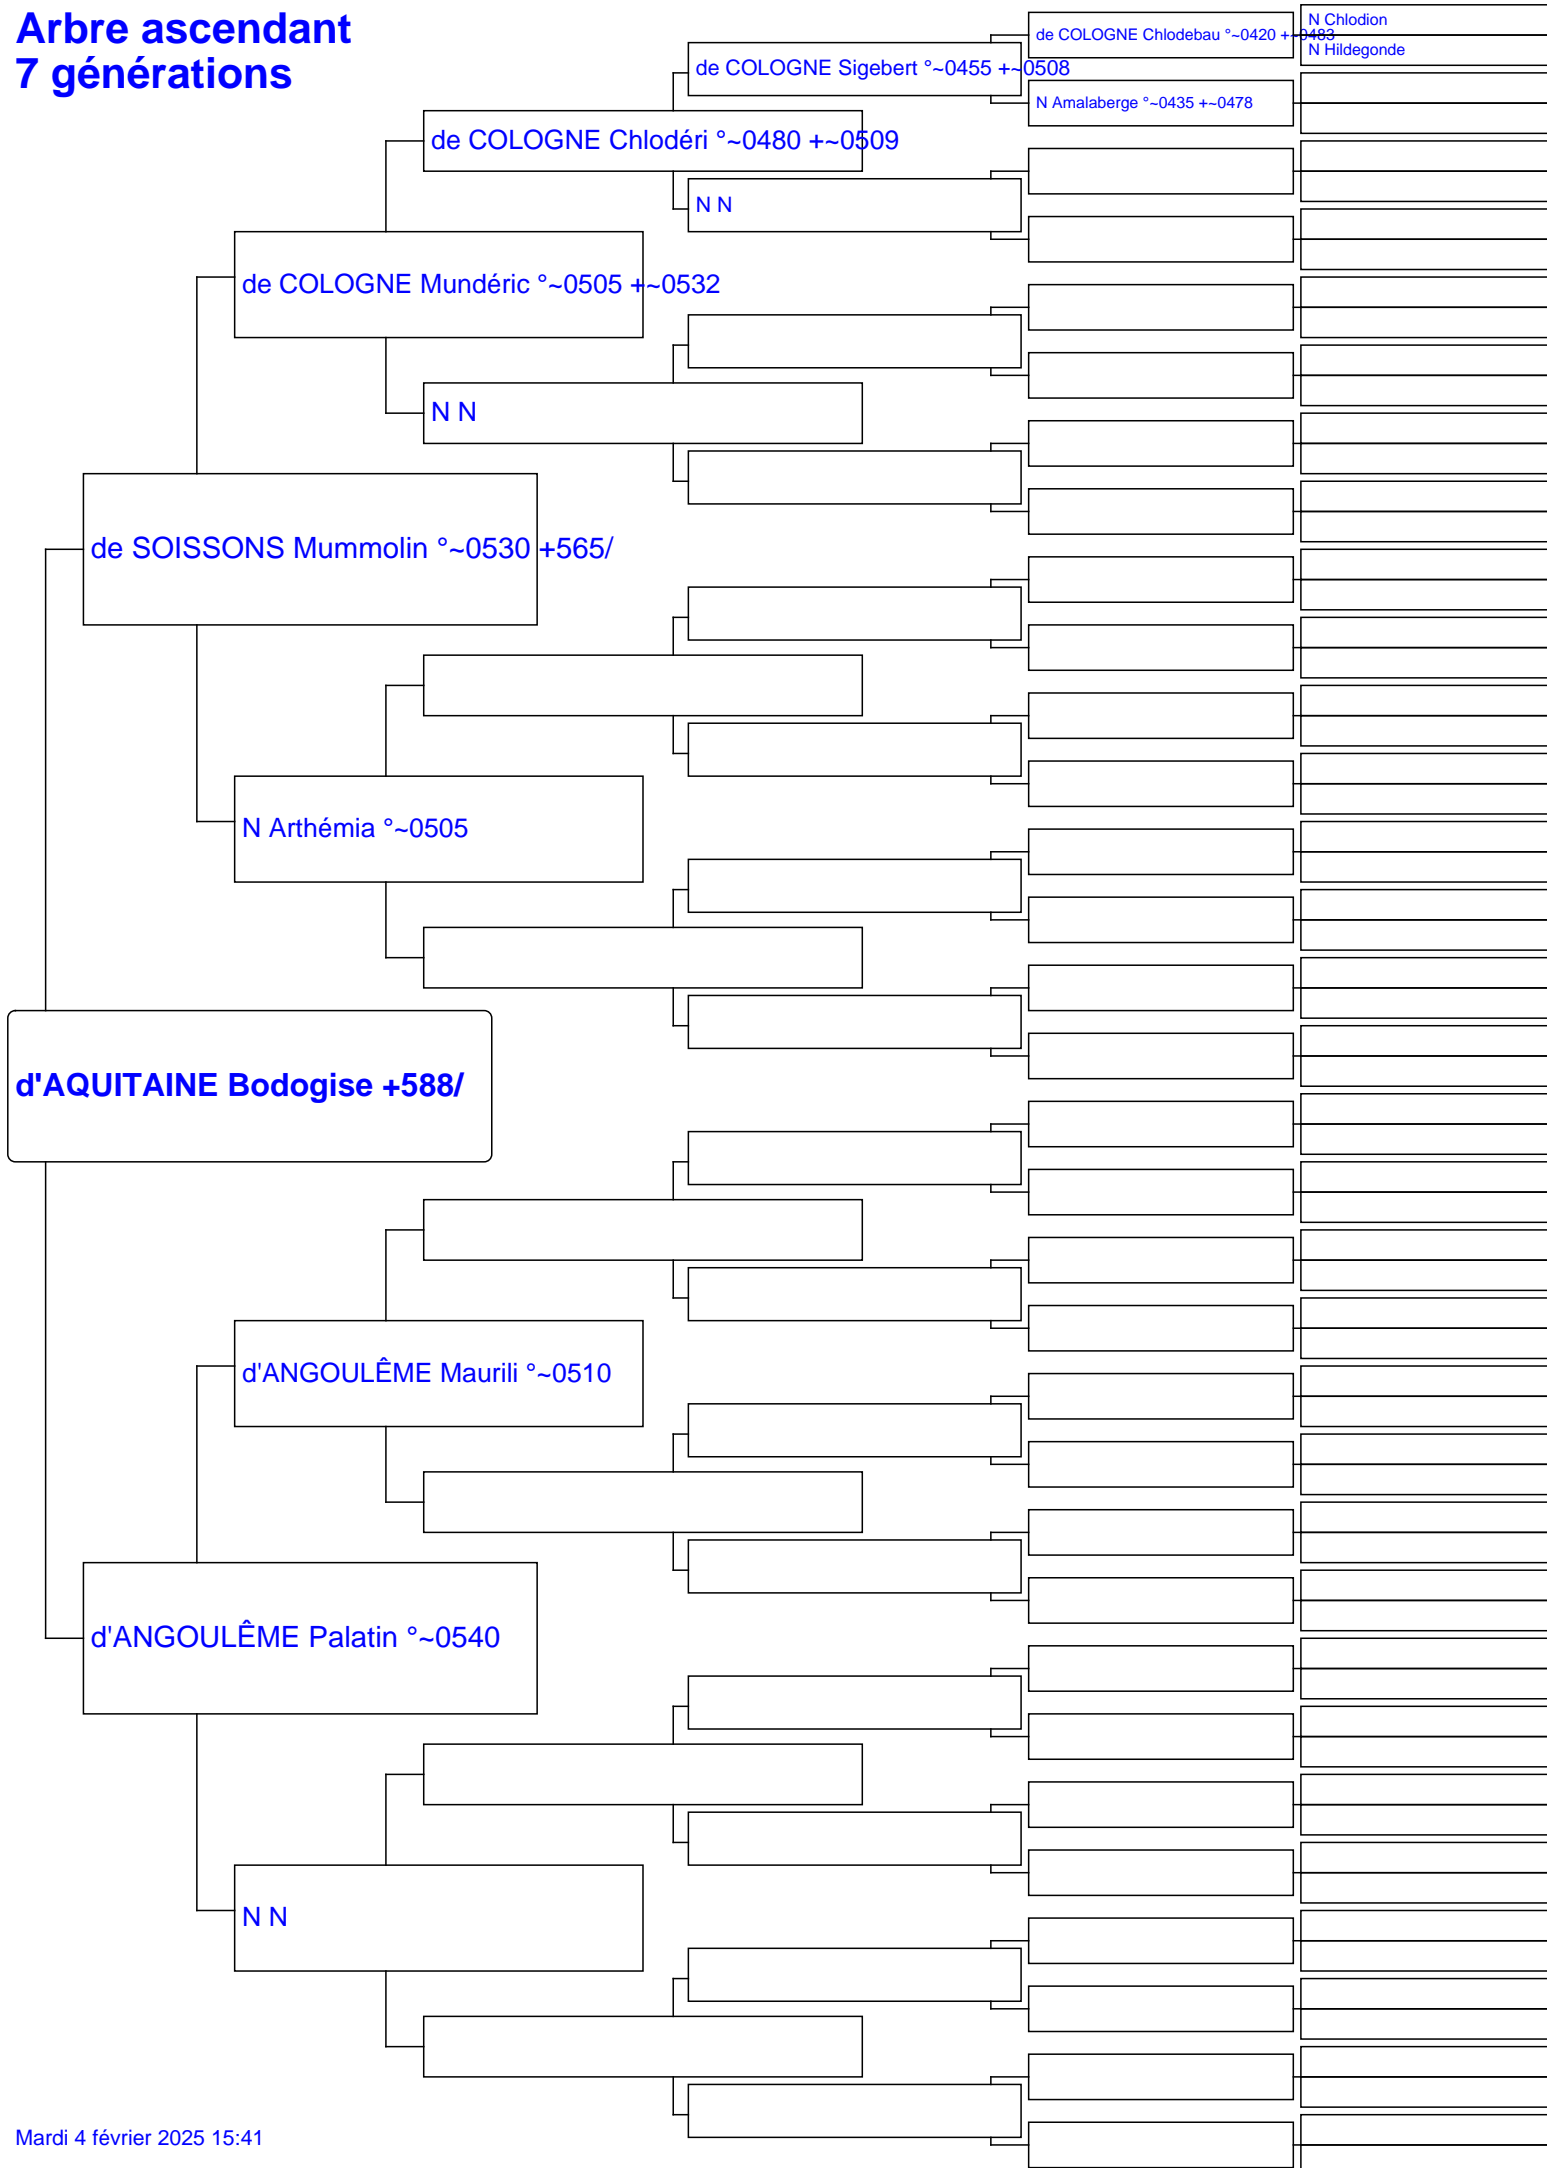 Arbre ascendant
7 générations
de COLOGNE Chlodebau °~0420 +~0483
N Chlodion
N Hildegonde
de COLOGNE Sigebert °~0455 +~0508
N Amalaberge °~0435 +~0478
de COLOGNE Chlodéri °~0480 +~0509
N N
de COLOGNE Mundéric °~0505 +~0532
N N
de SOISSONS Mummolin °~0530 +565/
N Arthémia °~0505
d'AQUITAINE Bodogise +588/
d'ANGOULÊME Maurili °~0510
d'ANGOULÊME Palatin °~0540
N N
Mardi 4 février 2025 15:41